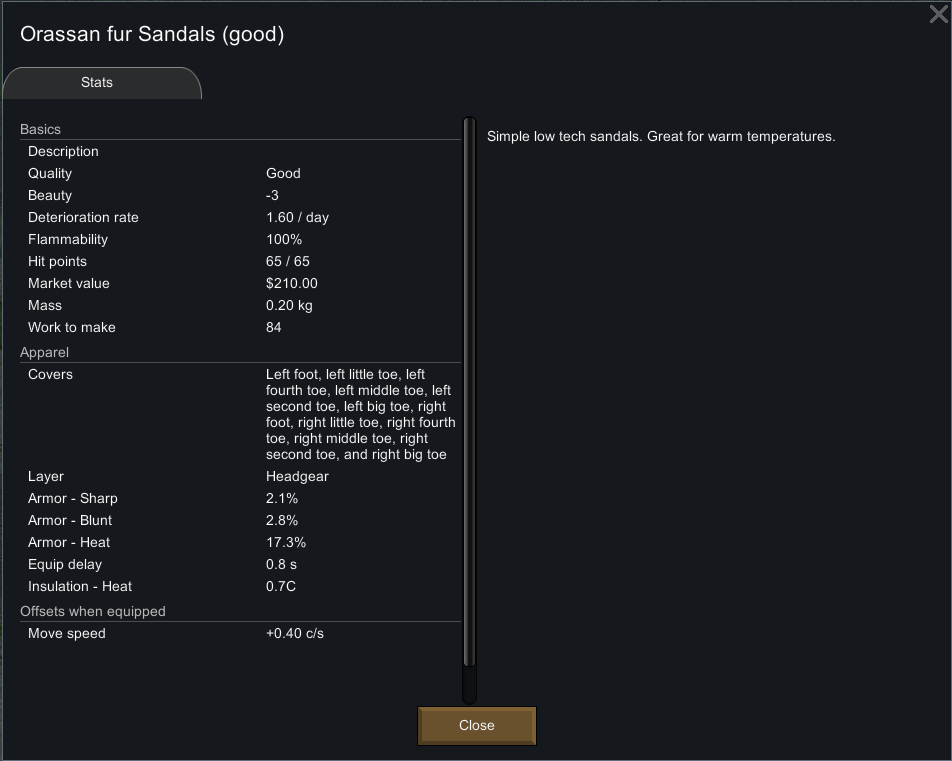 Orassan fur Sandals (good)
Stats
Basics
Description
Quality Good
Beauty -3
Deterioration rate 1.60 / day
Flammability 100%
Hit points 65 / 65
Market value $210.00
Mass 0.20 kg
Work to make 84
Apparel
Covers Left foot, left little toe, left
fourth toe, left middle toe, left
second toe, left big toe, right
foot, right little toe, right fourth
toe, right middle toe, right
second toe, and right big toe
Layer Headgear
Armor - Sharp 2.1%
Armor - Blunt 2.8%
Armor - Heat 17.3%
Equip delay 0.8 s
Insulation - Heat 0.7C
Offsets when equipped
Move speed +0.40 c/s
Simple low tech sandals. Great for warm temperatures.
Close